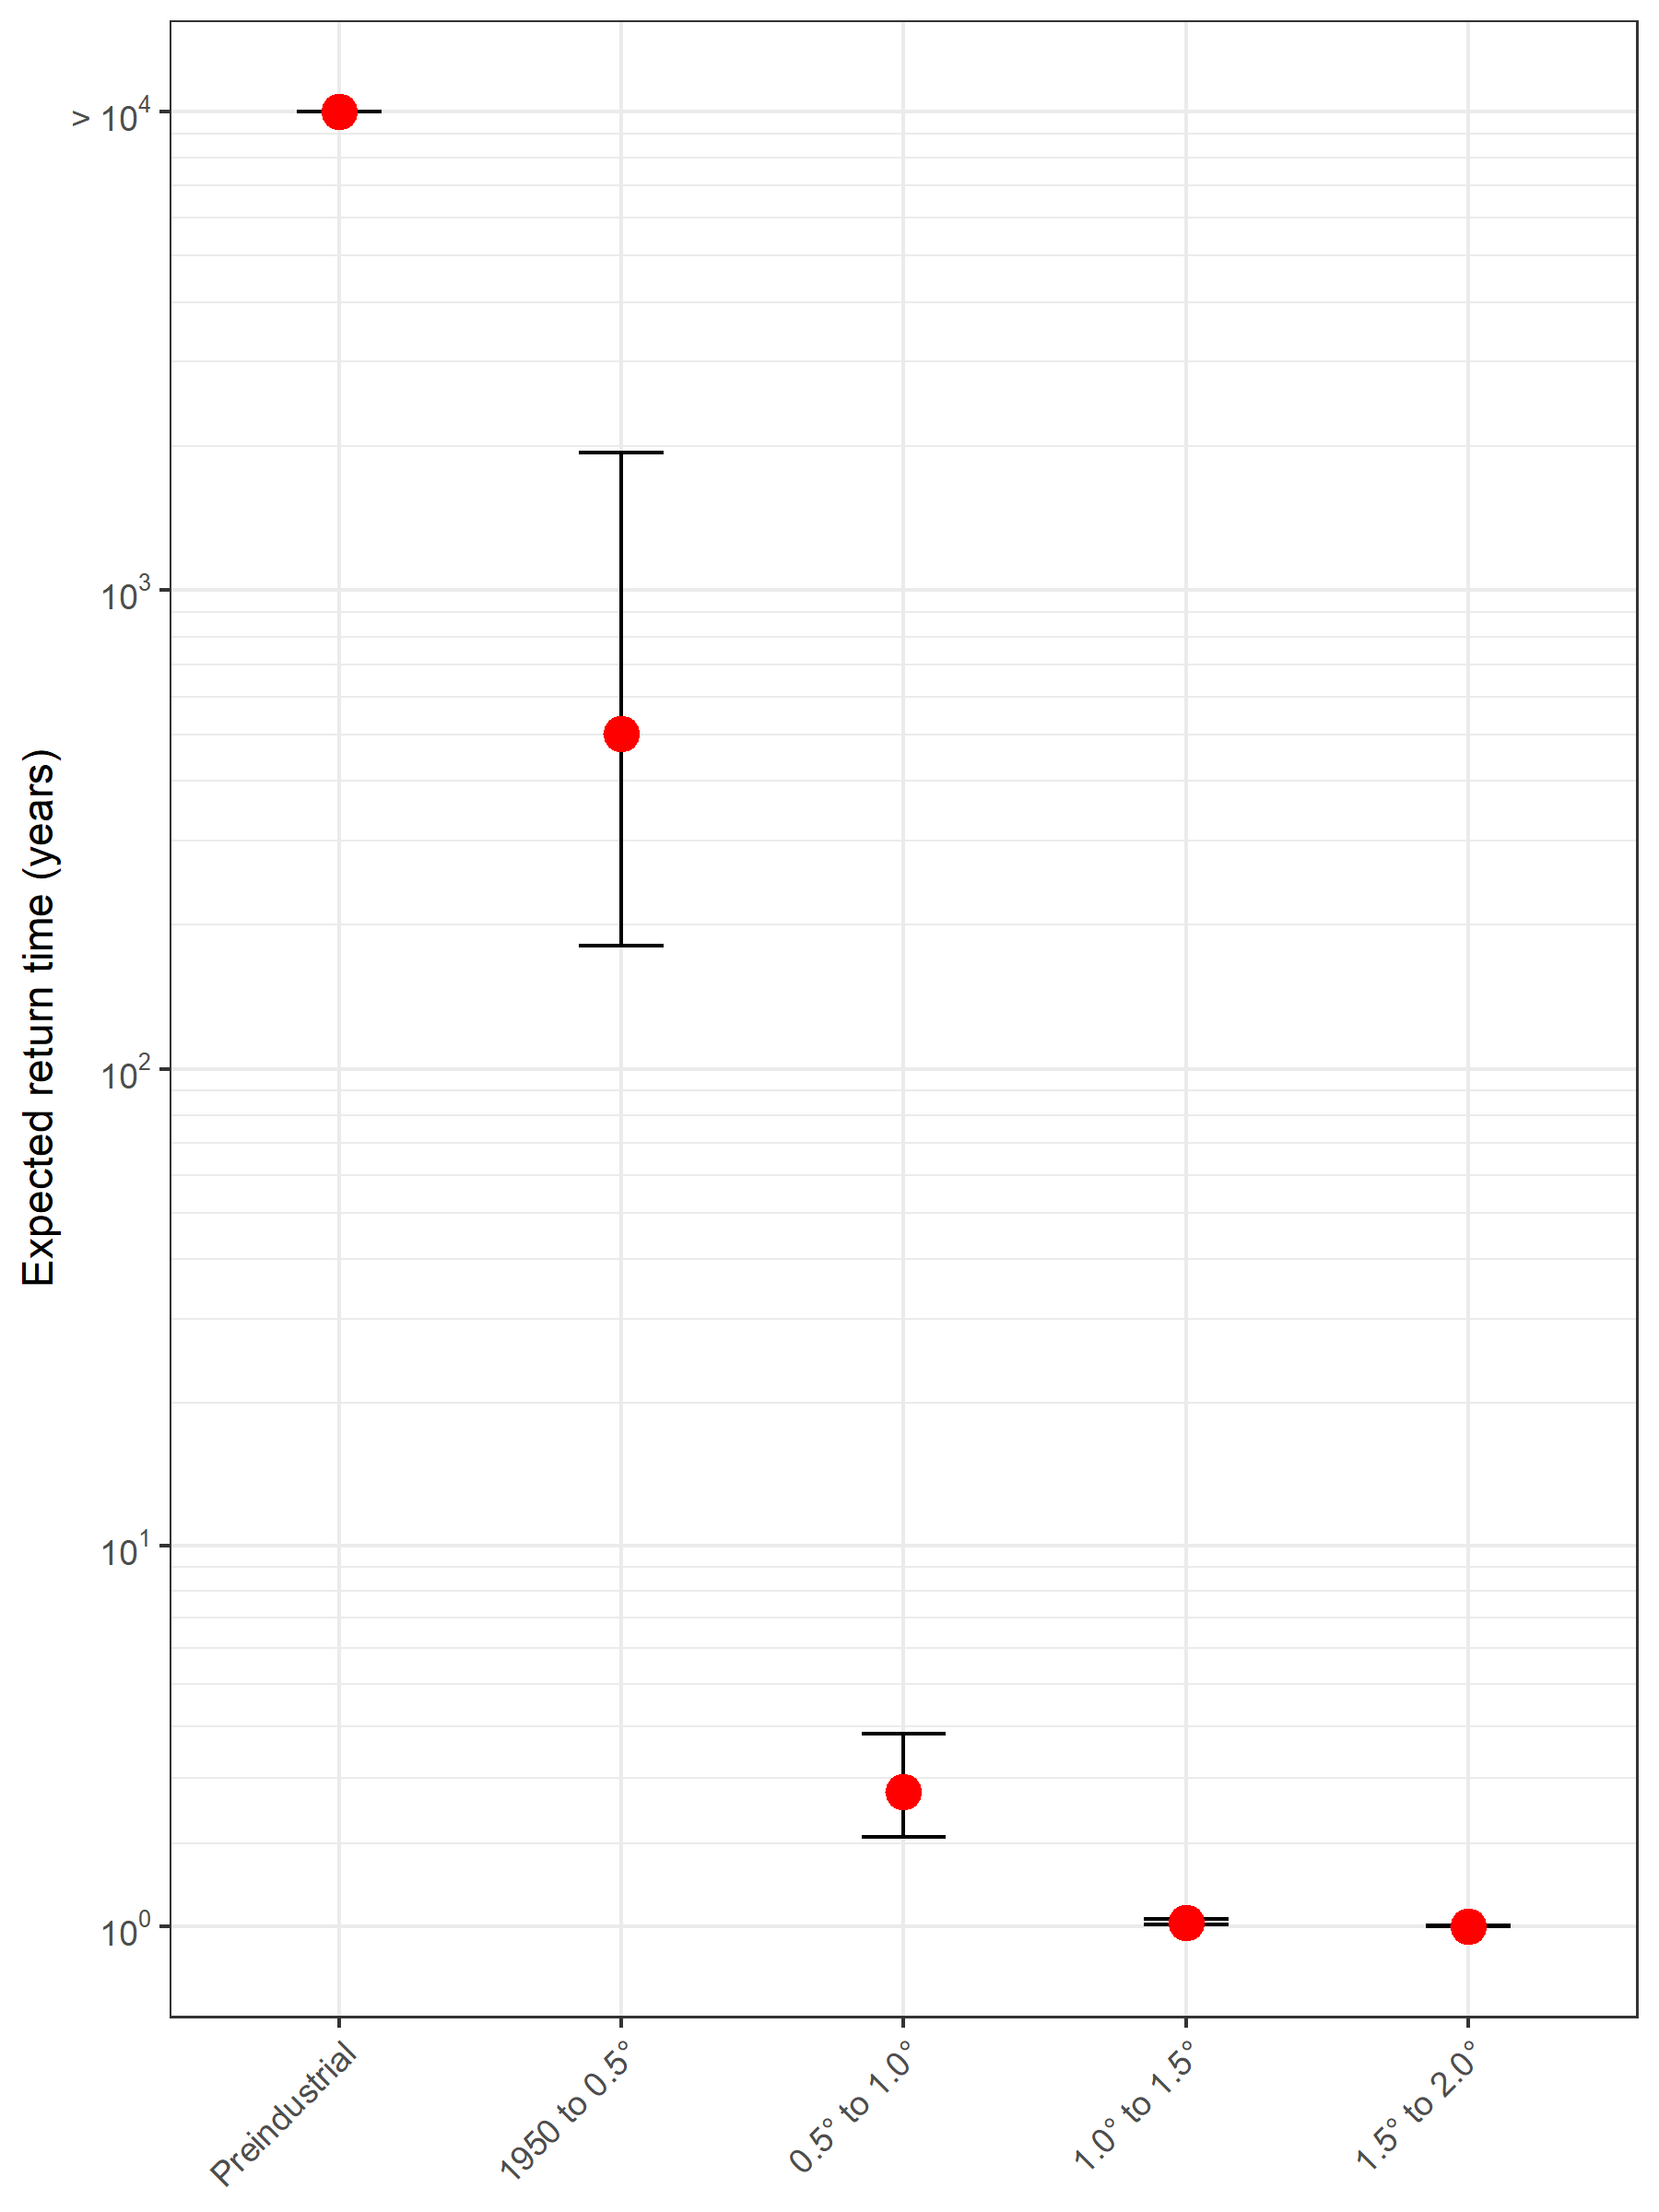 Expected return time (years)
> 10⁴
10³
10²
10¹
10⁰
Preindustrial
1950 to 0.5°
0.5° to 1.0°
1.0° to 1.5°
1.5° to 2.0°